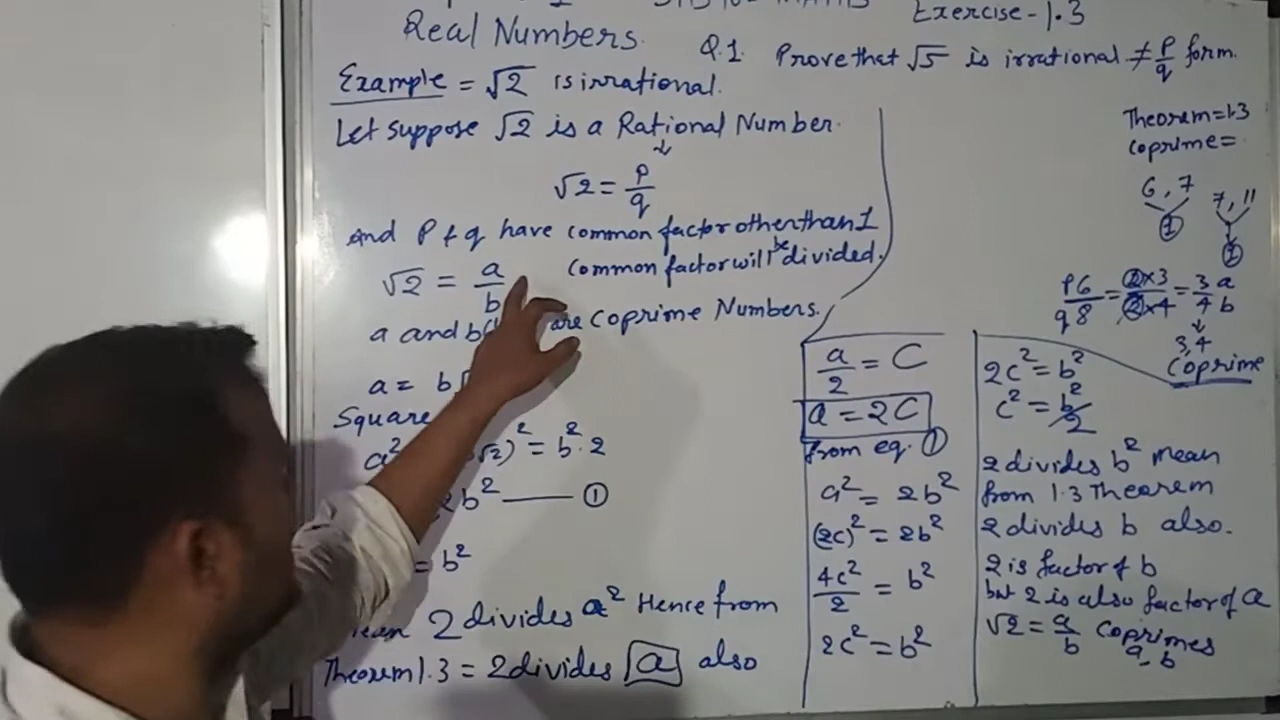 Exercise-1.3
Real Numbers.
Q.1. Prove that √5 is irrational ≠ p/q form.
Example = √2 is irrational.
Let suppose √2 is a Rational Number.
√2 = p/q
And P & q have common factor other than 1
common factor will be divided.
√2 = a/b
a and b are coprime Numbers.
a = b
Square
a² √2)² = b².2
2b² —— ①
= b²
mean 2 divides a² Hence from
Theorem 1.3 = 2 divides a also
a/2 = C
a = 2C
from eq. ①
a² = 2b²
(2c)² = 2b²
4c²/2 = b²
2c² = b²
Theorem = 1.3
coprime =
6, 7
7, 11
1
1
p 6/q 8 = 2×3/2×4 = 3/4 a/b
3, 4
Coprime
2c² = b²
c² = b²/2
2 divides b² mean
from 1.3 Theorem
2 divides b also.
2 is factor of b
but 2 is also factor of a
√2 = a/b coprimes
a, b